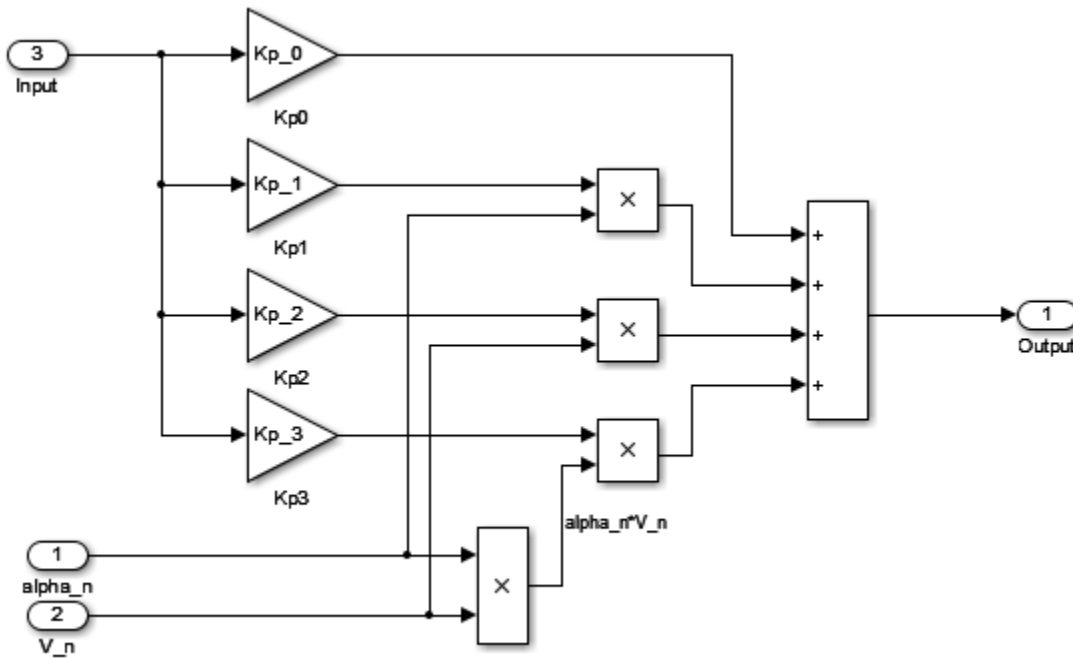 3
Input
Kp_0
Kp0
Kp_1
×
Kp1
+
+
+
+
Kp_2
×
Kp2
1
Output
Kp_3
×
Kp3
alpha_n*V_n
1
alpha_n
×
2
V_n